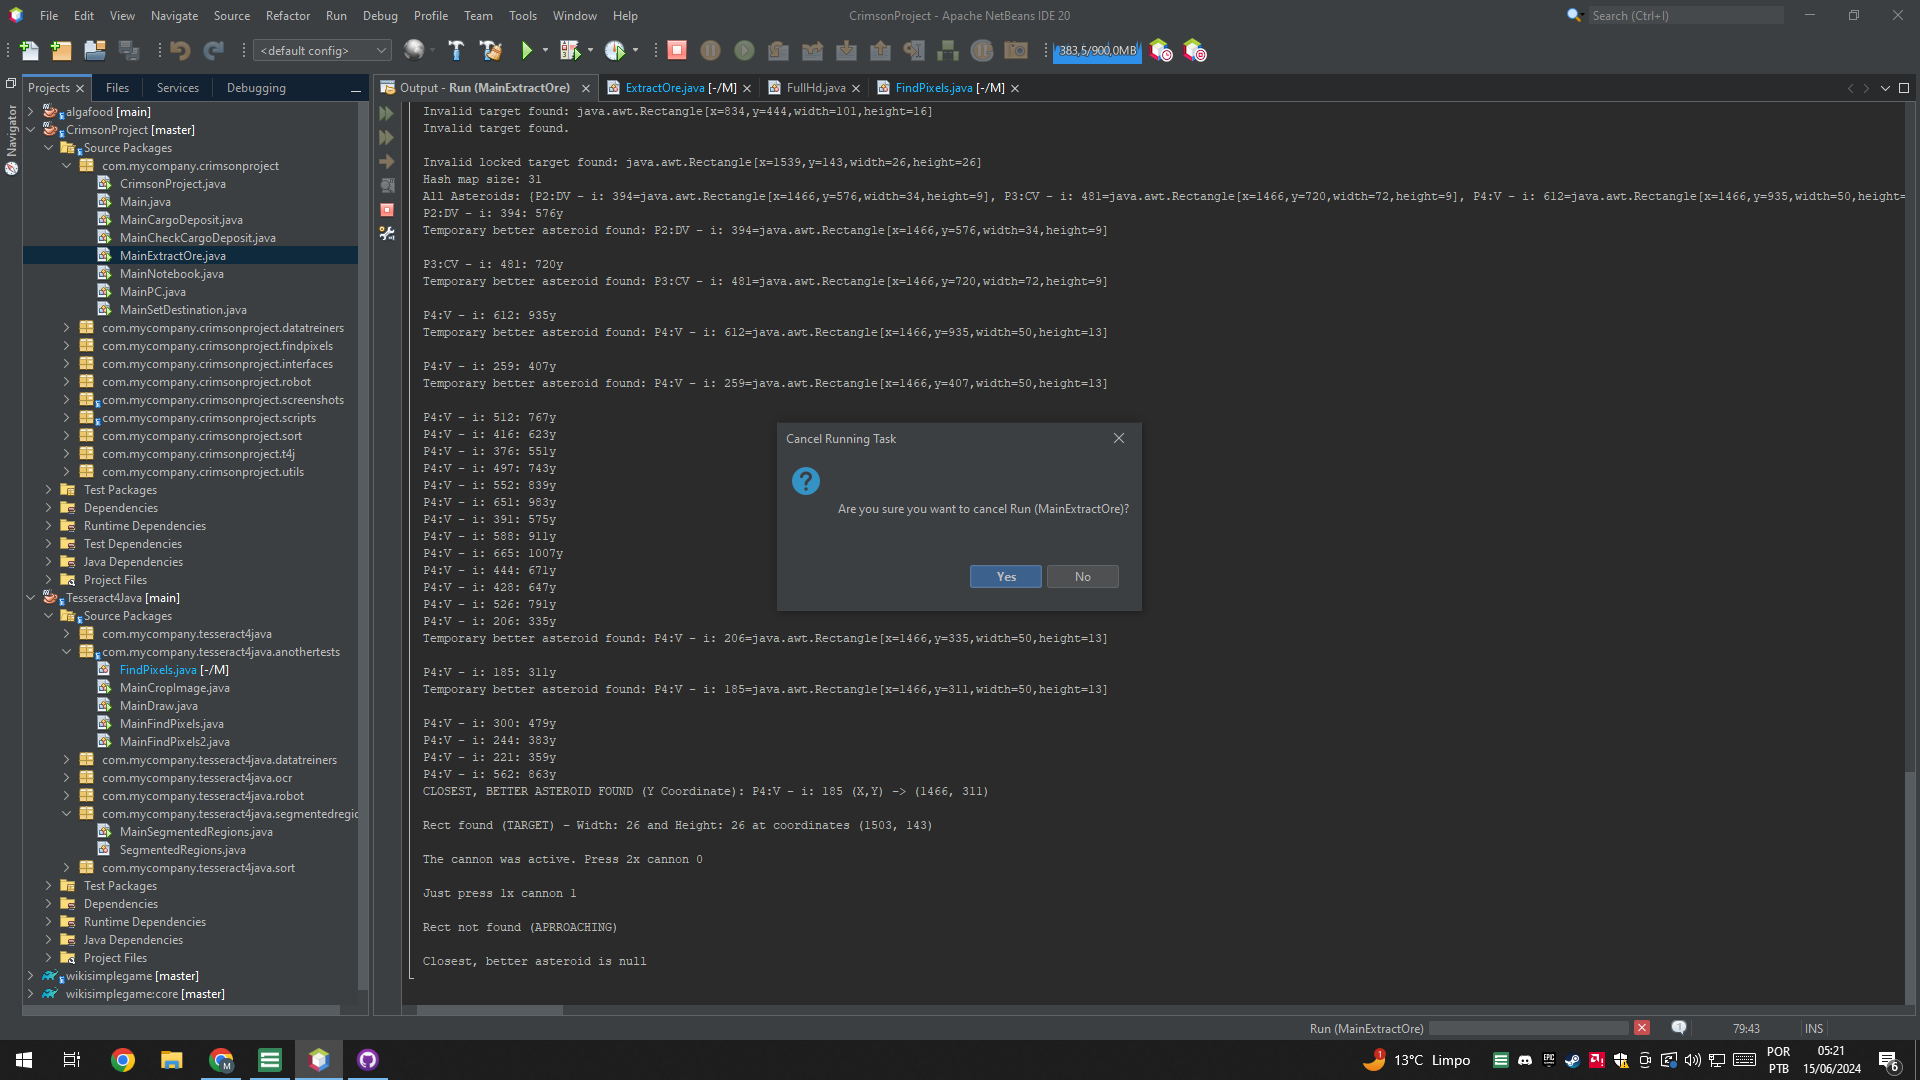 File Edit View Navigate Source Refactor Run Debug Profile Team Tools Window Help
CrimsonProject - Apache NetBeans IDE 20
Search (Ctrl+I)
<default config>
383,5/900,0MB
Projects
Files
Services
Debugging
Output - Run (MainExtractOre)
ExtractOre.java [-/M]
FullHd.java
FindPixels.java [-/M]
Navigator
algafood [main]
CrimsonProject [master]
Source Packages
com.mycompany.crimsonproject
CrimsonProject.java
Main.java
MainCargoDeposit.java
MainCheckCargoDeposit.java
MainExtractOre.java
MainNotebook.java
MainPC.java
MainSetDestination.java
com.mycompany.crimsonproject.datatreiners
com.mycompany.crimsonproject.findpixels
com.mycompany.crimsonproject.interfaces
com.mycompany.crimsonproject.robot
com.mycompany.crimsonproject.screenshots
com.mycompany.crimsonproject.scripts
com.mycompany.crimsonproject.sort
com.mycompany.crimsonproject.t4j
com.mycompany.crimsonproject.utils
Test Packages
Dependencies
Runtime Dependencies
Test Dependencies
Java Dependencies
Project Files
Tesseract4Java [main]
Source Packages
com.mycompany.tesseract4java
com.mycompany.tesseract4java.anothertests
FindPixels.java [-/M]
MainCropImage.java
MainDraw.java
MainFindPixels.java
MainFindPixels2.java
com.mycompany.tesseract4java.datatreiners
com.mycompany.tesseract4java.ocr
com.mycompany.tesseract4java.robot
com.mycompany.tesseract4java.segmentedregio
MainSegmentedRegions.java
SegmentedRegions.java
com.mycompany.tesseract4java.sort
Test Packages
Dependencies
Runtime Dependencies
Java Dependencies
Project Files
wikisimplegame [master]
wikisimplegame:core [master]
Invalid target found: java.awt.Rectangle[x=834,y=444,width=101,height=16]
Invalid target found.
Invalid locked target found: java.awt.Rectangle[x=1539,y=143,width=26,height=26]
Hash map size: 31
All Asteroids: {P2:DV - i: 394=java.awt.Rectangle[x=1466,y=576,width=34,height=9], P3:CV - i: 481=java.awt.Rectangle[x=1466,y=720,width=72,height=9], P4:V - i: 612=java.awt.Rectangle[x=1466,y=935,width=50,height=
P2:DV - i: 394: 576y
Temporary better asteroid found: P2:DV - i: 394=java.awt.Rectangle[x=1466,y=576,width=34,height=9]
P3:CV - i: 481: 720y
Temporary better asteroid found: P3:CV - i: 481=java.awt.Rectangle[x=1466,y=720,width=72,height=9]
P4:V - i: 612: 935y
Temporary better asteroid found: P4:V - i: 612=java.awt.Rectangle[x=1466,y=935,width=50,height=13]
P4:V - i: 259: 407y
Temporary better asteroid found: P4:V - i: 259=java.awt.Rectangle[x=1466,y=407,width=50,height=13]
P4:V - i: 512: 767y
P4:V - i: 416: 623y
P4:V - i: 376: 551y
P4:V - i: 497: 743y
P4:V - i: 552: 839y
P4:V - i: 651: 983y
P4:V - i: 391: 575y
P4:V - i: 588: 911y
P4:V - i: 665: 1007y
P4:V - i: 444: 671y
P4:V - i: 428: 647y
P4:V - i: 526: 791y
P4:V - i: 206: 335y
Temporary better asteroid found: P4:V - i: 206=java.awt.Rectangle[x=1466,y=335,width=50,height=13]
P4:V - i: 185: 311y
Temporary better asteroid found: P4:V - i: 185=java.awt.Rectangle[x=1466,y=311,width=50,height=13]
P4:V - i: 300: 479y
P4:V - i: 244: 383y
P4:V - i: 221: 359y
P4:V - i: 562: 863y
CLOSEST, BETTER ASTEROID FOUND (Y Coordinate): P4:V - i: 185 (X,Y) -> (1466, 311)
Rect found (TARGET) - Width: 26 and Height: 26 at coordinates (1503, 143)
The cannon was active. Press 2x cannon 0
Just press 1x cannon 1
Rect not found (APRROACHING)
Closest, better asteroid is null
Cancel Running Task
Are you sure you want to cancel Run (MainExtractOre)?
Yes
No
Run (MainExtractOre)
1
79:43
INS
1
13°C Limpo
POR
PTB
05:21
15/06/2024
6